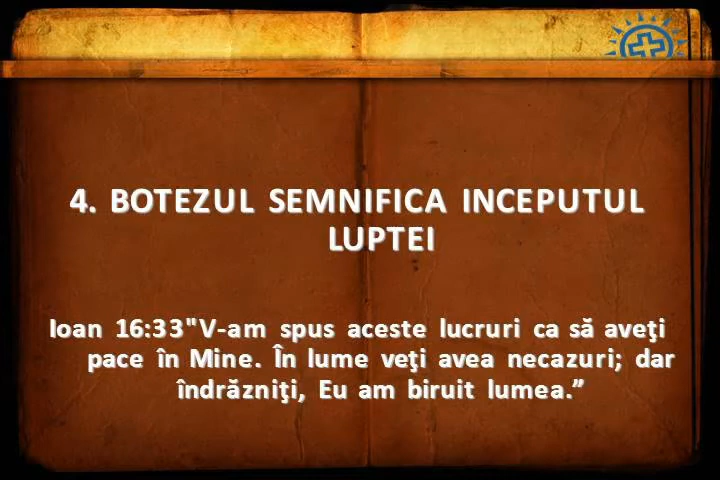 4. BOTEZUL SEMNIFICA INCEPUTUL
LUPTEI
Ioan 16:33"V-am spus aceste lucruri ca să aveţi
pace în Mine. În lume veţi avea necazuri; dar
îndrăzniţi, Eu am biruit lumea.”